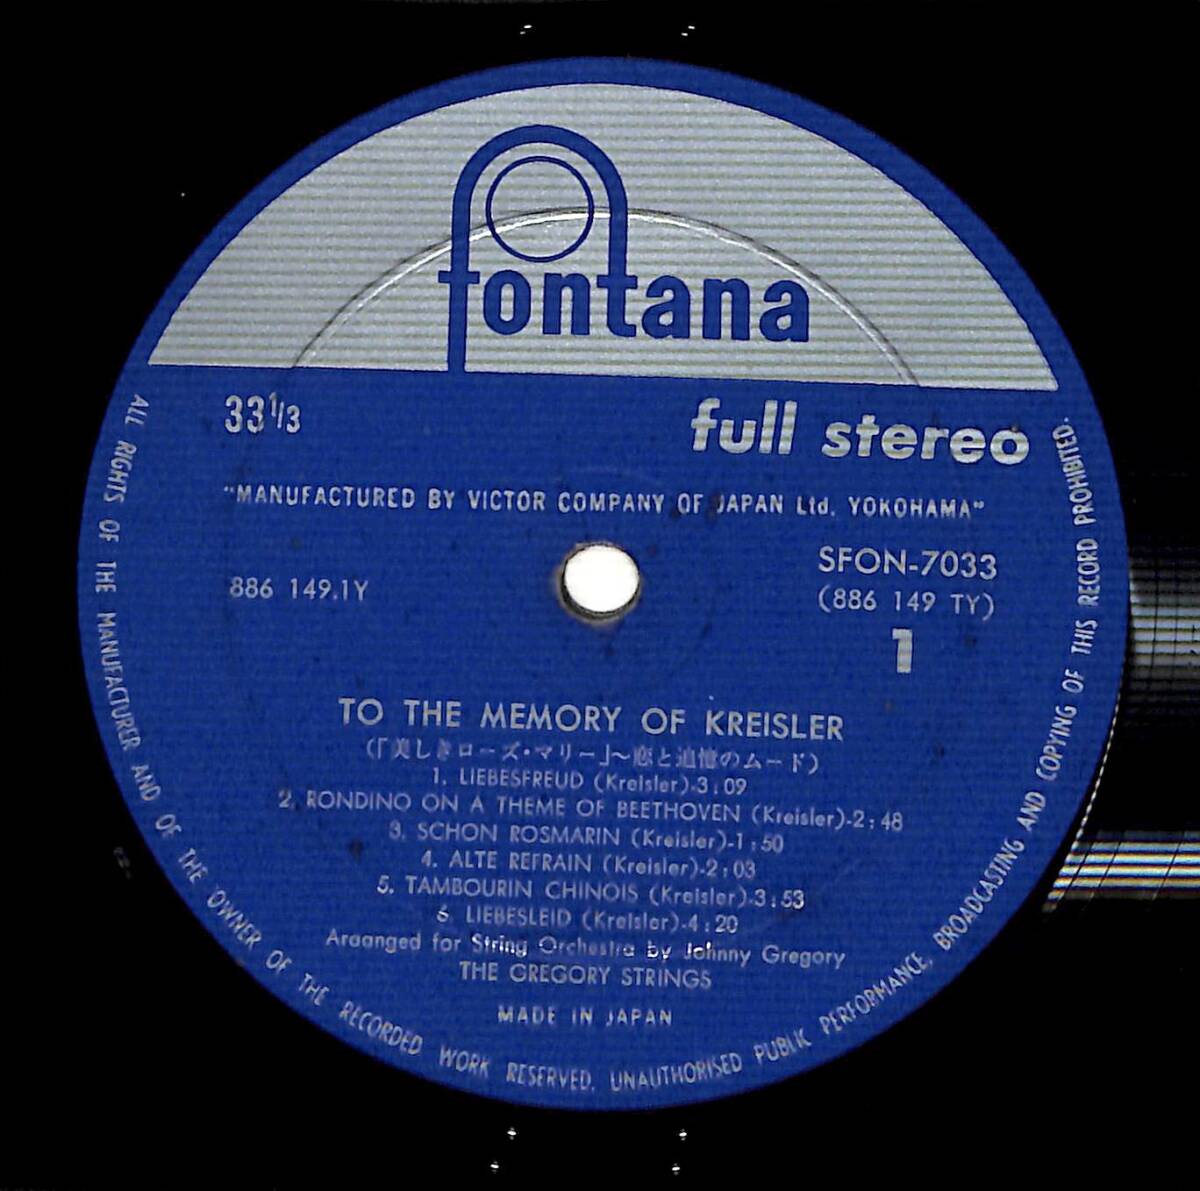 fontana
33 1/3
full stereo
"MANUFACTURED BY VICTOR COMPANY OF JAPAN Ltd. YOKOHAMA"
886 149.1Y
SFON-7033
(886 149 TY)
1
TO THE MEMORY OF KREISLER
(「美しきローズ・マリー」〜恋と追憶のムード)
1. LIEBESFREUD (Kreisler)-3:09
2. RONDINO ON A THEME OF BEETHOVEN (Kreisler)-2:48
3. SCHON ROSMARIN (Kreisler)-1:50
4. ALTE REFRAIN (Kreisler)-2:03
5. TAMBOURIN CHINOIS (Kreisler)-3:53
6. LIEBESLEID (Kreisler)-4:20
Araanged for String Orchestra by Johnny Gregory
THE GREGORY STRINGS
MADE IN JAPAN
ALL RIGHTS OF THE MANUFACTURER AND OF THE OWNER OF THE RECORDED WORK RESERVED. UNAUTHORISED PUBLIC PERFORMANCE, BROADCASTING AND COPYING OF THIS RECORD PROHIBITED.